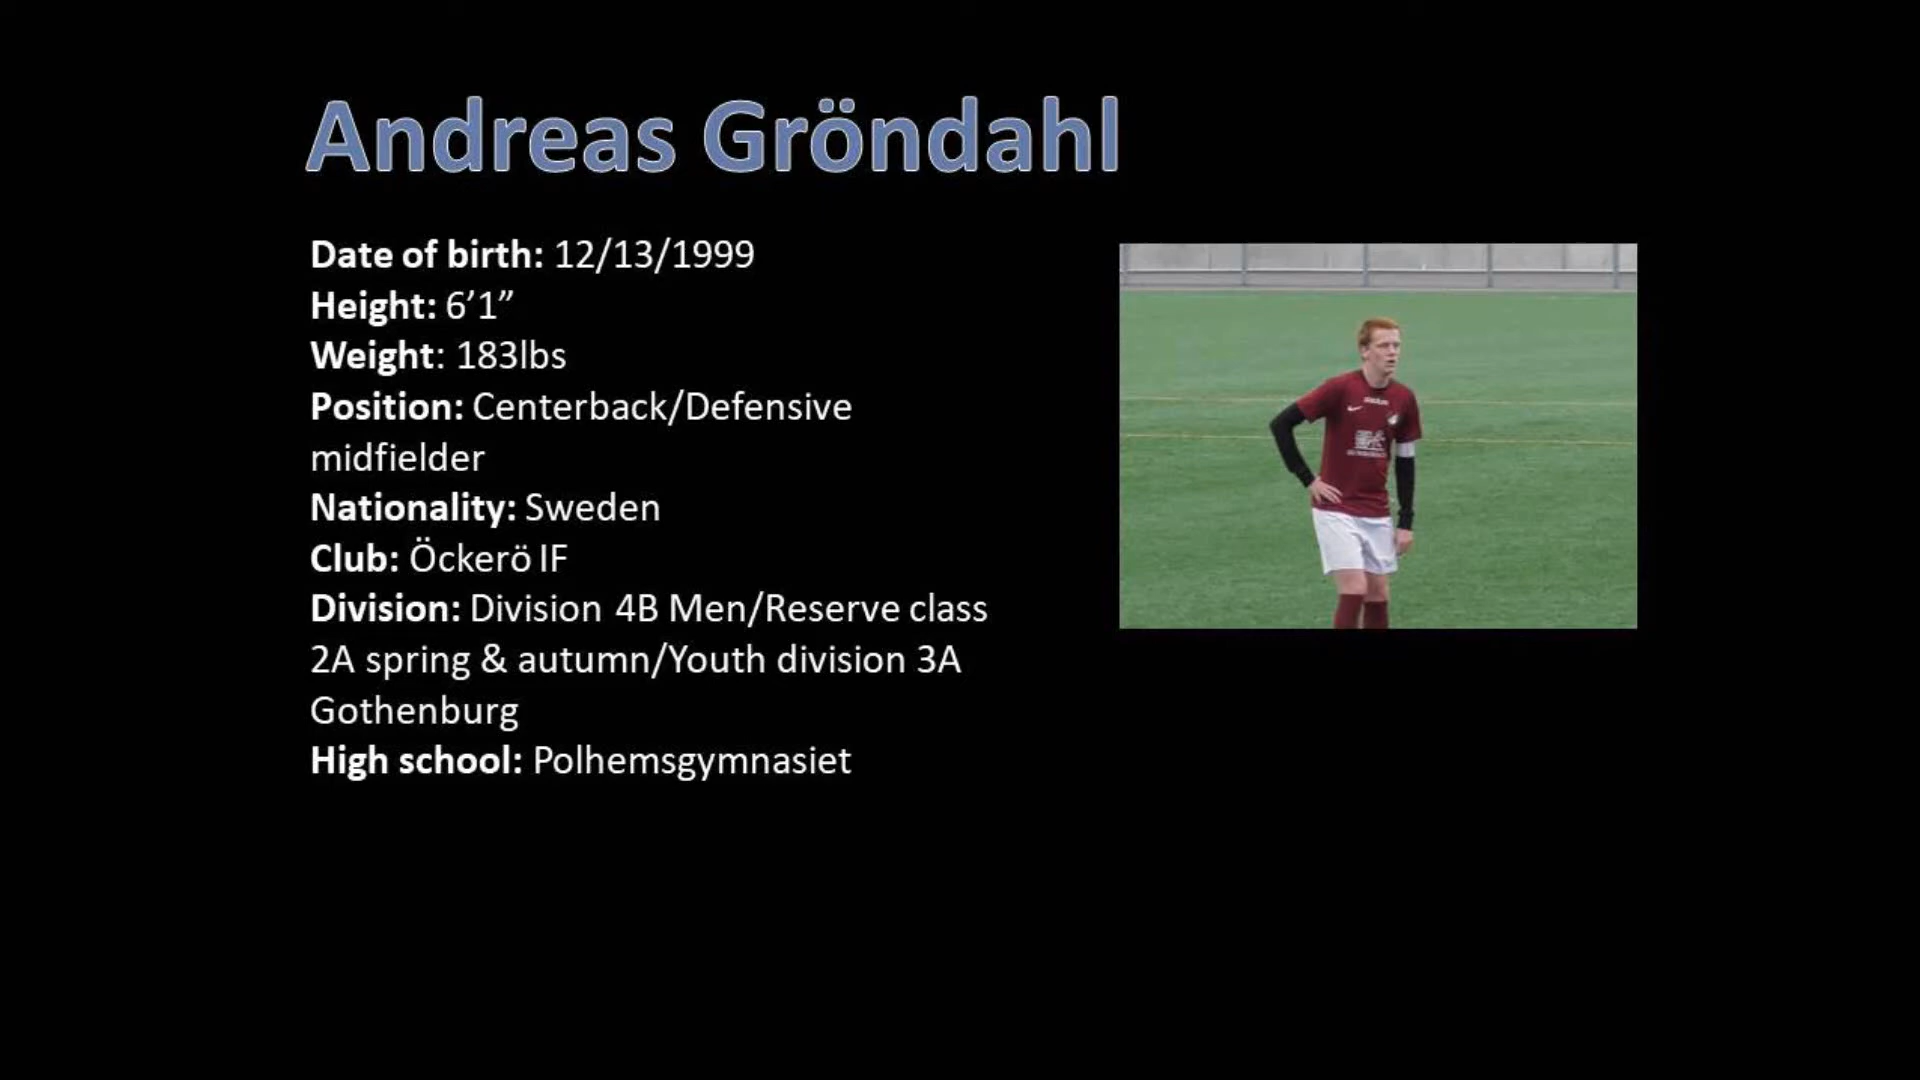 Andreas Gröndahl
Date of birth: 12/13/1999
Height: 6’1”
Weight: 183lbs
Position: Centerback/Defensive
midfielder
Nationality: Sweden
Club: Öckerö IF
Division: Division 4B Men/Reserve class
2A spring & autumn/Youth division 3A
Gothenburg
High school: Polhemsgymnasiet